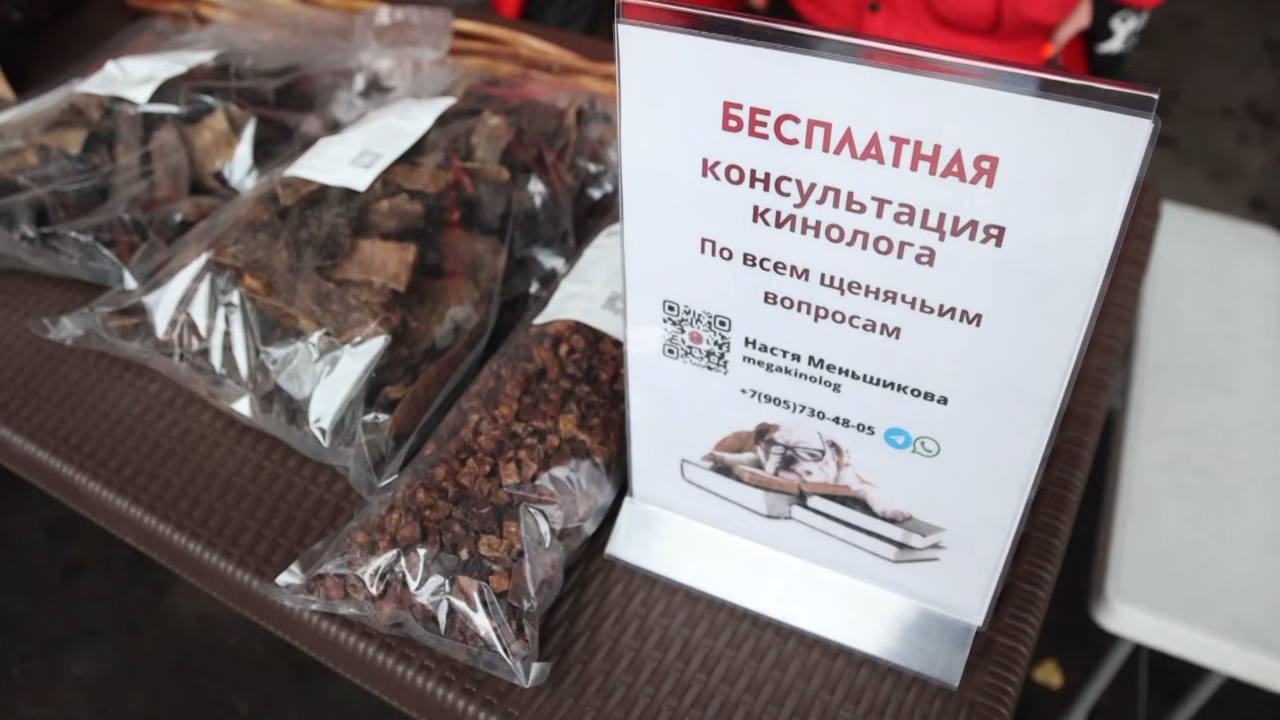 БЕСПЛАТНАЯ
консультация
кинолога
По всем щенячьим
вопросам
Настя Меньшикова
megakinolog
+7(905)730-48-05